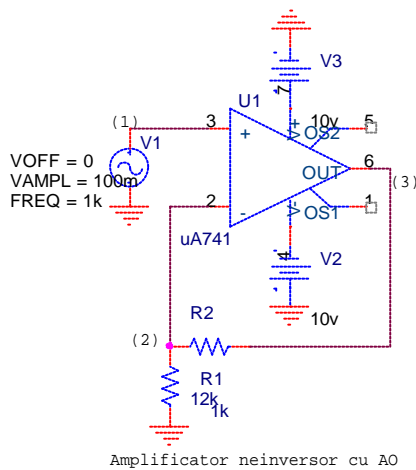 V3
U1
7
(1)
3
10v
5
V+
OS2
V1
+
6
VOFF = 0
OUT
VAMPL = 100m
(3)
FREQ = 1k
2
-
V-
OS1
1
uA741
4
V2
R2
10v
(2)
R1
12k
1k
Amplificator neinversor cu AO